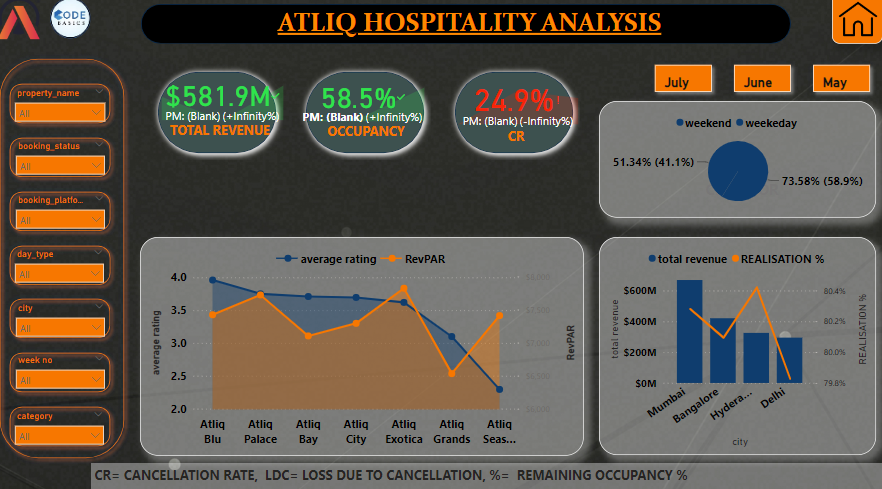 CODE
BASICS
ATLIQ HOSPITALITY ANALYSIS
July
June
May
property_name
All
booking_status
All
booking_platfo...
All
day_type
All
city
All
week no
All
category
All
$581.9M
PM: (Blank) (+Infinity%)
TOTAL REVENUE
58.5%
PM: (Blank) (+Infinity%)
OCCUPANCY
24.9%!
PM: (Blank) (-Infinity%)
CR
weekend
weekeday
51.34% (41.1%)
73.58% (58.9%)
average rating
RevPAR
4.0
3.5
3.0
2.5
2.0
average rating
RevPAR
Atliq Blu
Atliq Palace
Atliq Bay
Atliq City
Atliq Exotica
Atliq Grands
Atliq Seas...
total revenue
REALISATION %
$600M
$400M
$200M
$0M
total revenue
80.4%
80.2%
80.0%
79.8%
REALISATION %
Mumbai
Bangalore
Hydera...
Delhi
city
CR= CANCELLATION RATE, LDC= LOSS DUE TO CANCELLATION, %= REMAINING OCCUPANCY %